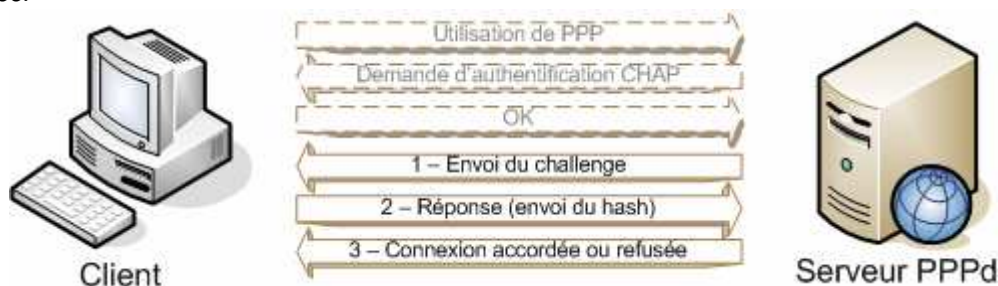 Utilisation de PPP
Demande d'authentification CHAP
OK
1 – Envoi du challenge
2 – Réponse (envoi du hash)
3 – Connexion accordée ou refusée
Client
Serveur PPPd